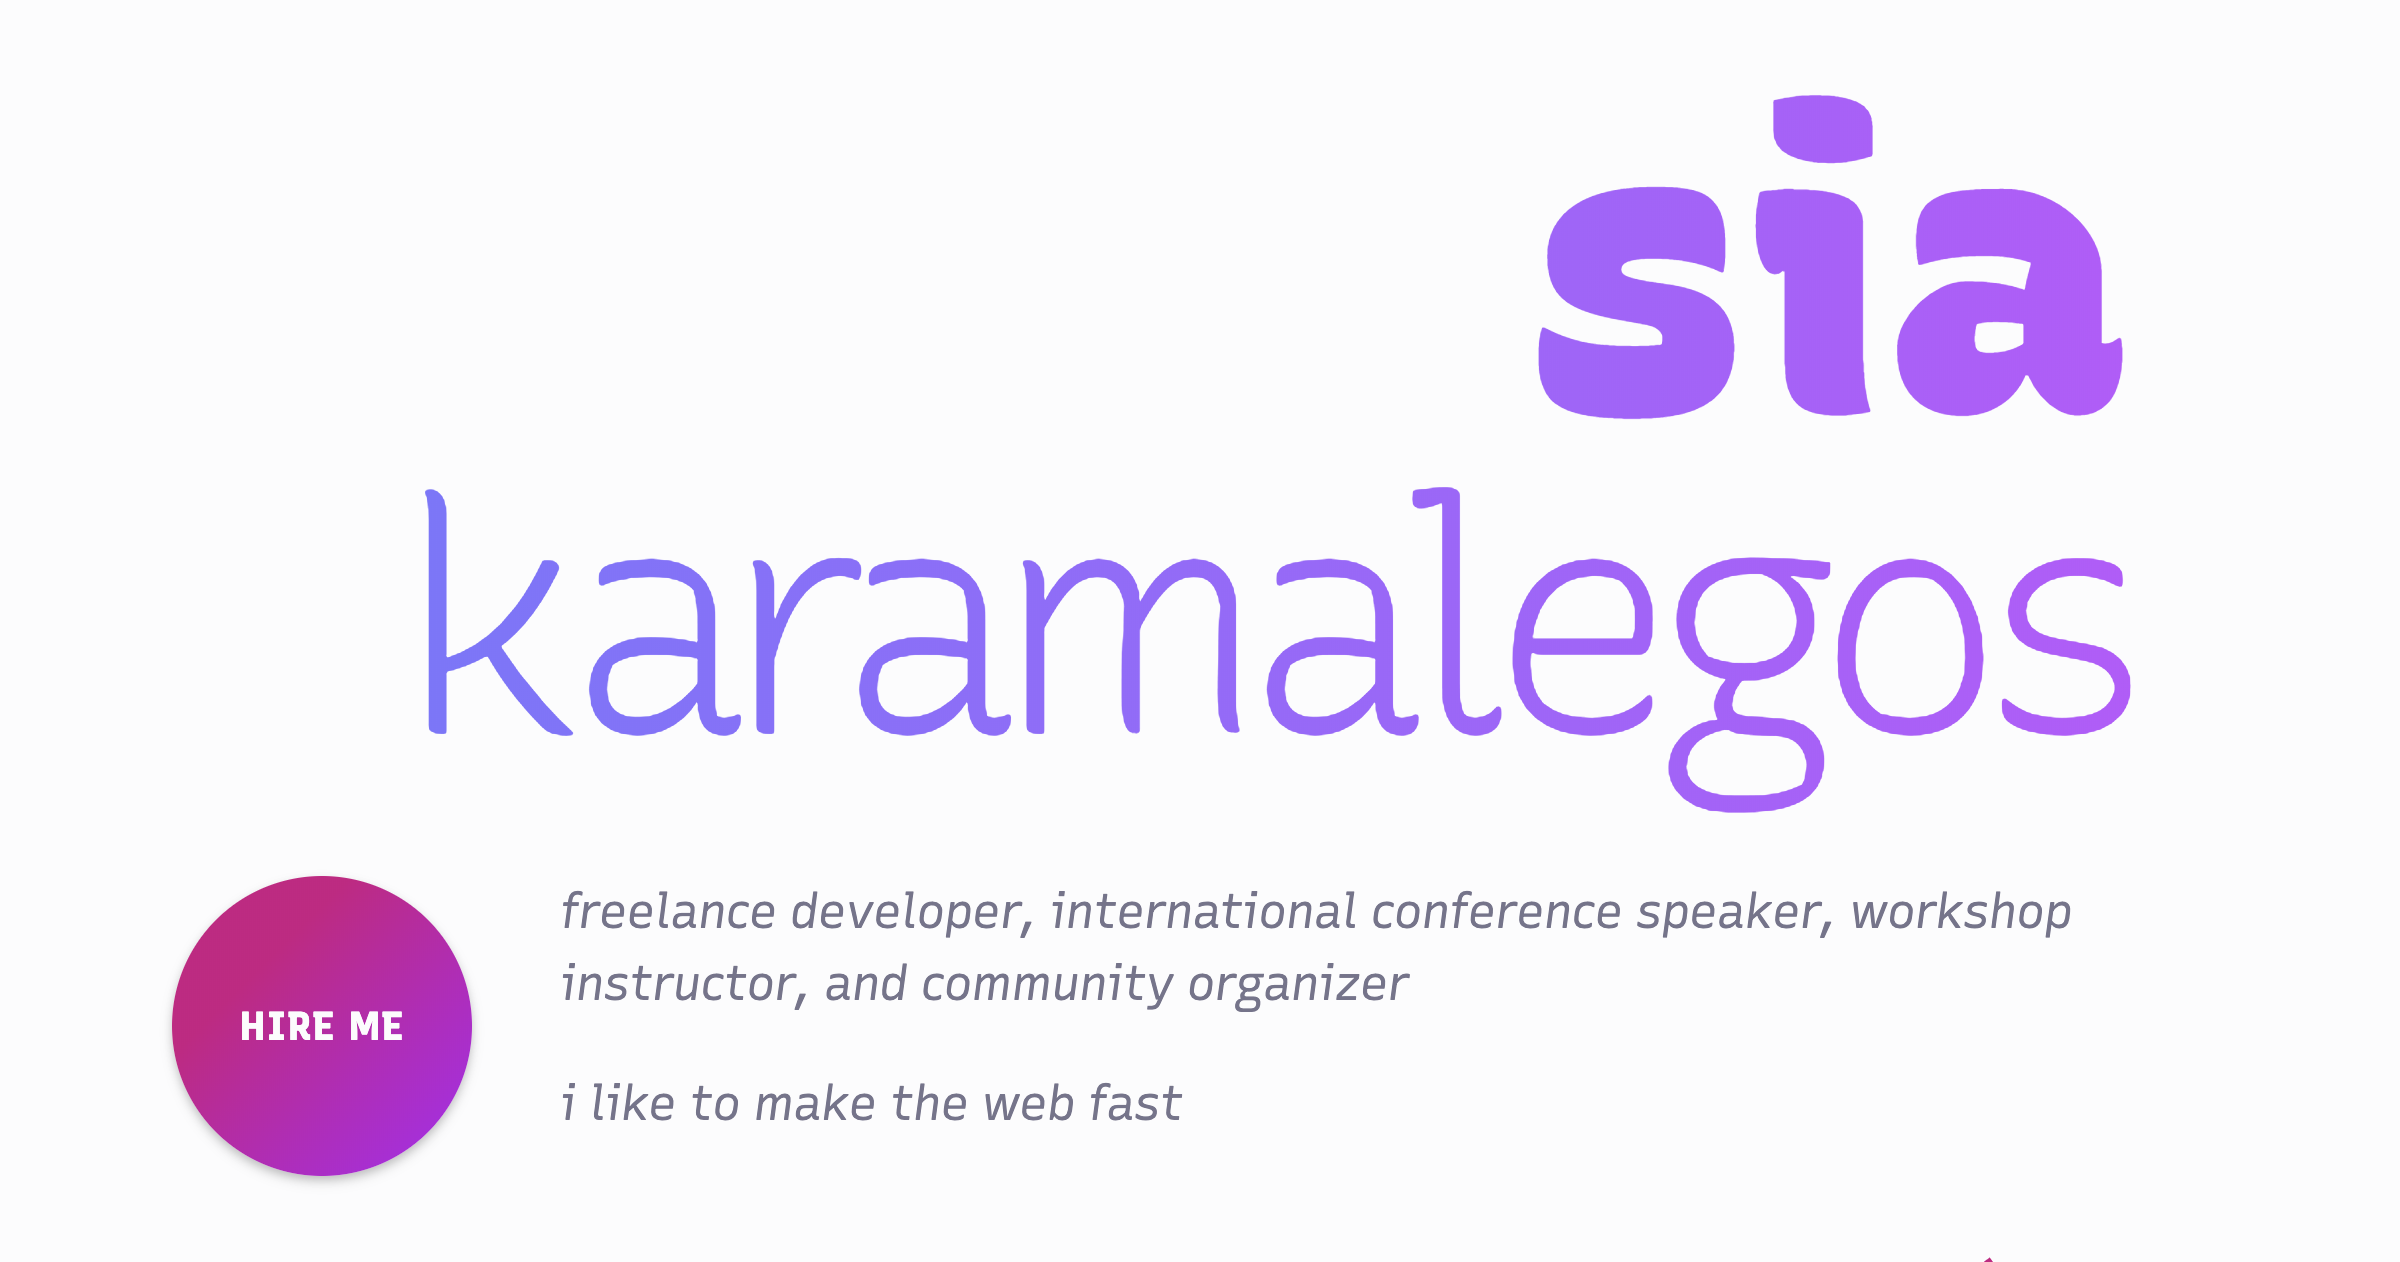 sia
karamalegos
freelance developer, international conference speaker, workshop
instructor, and community organizer
HIRE ME
i like to make the web fast